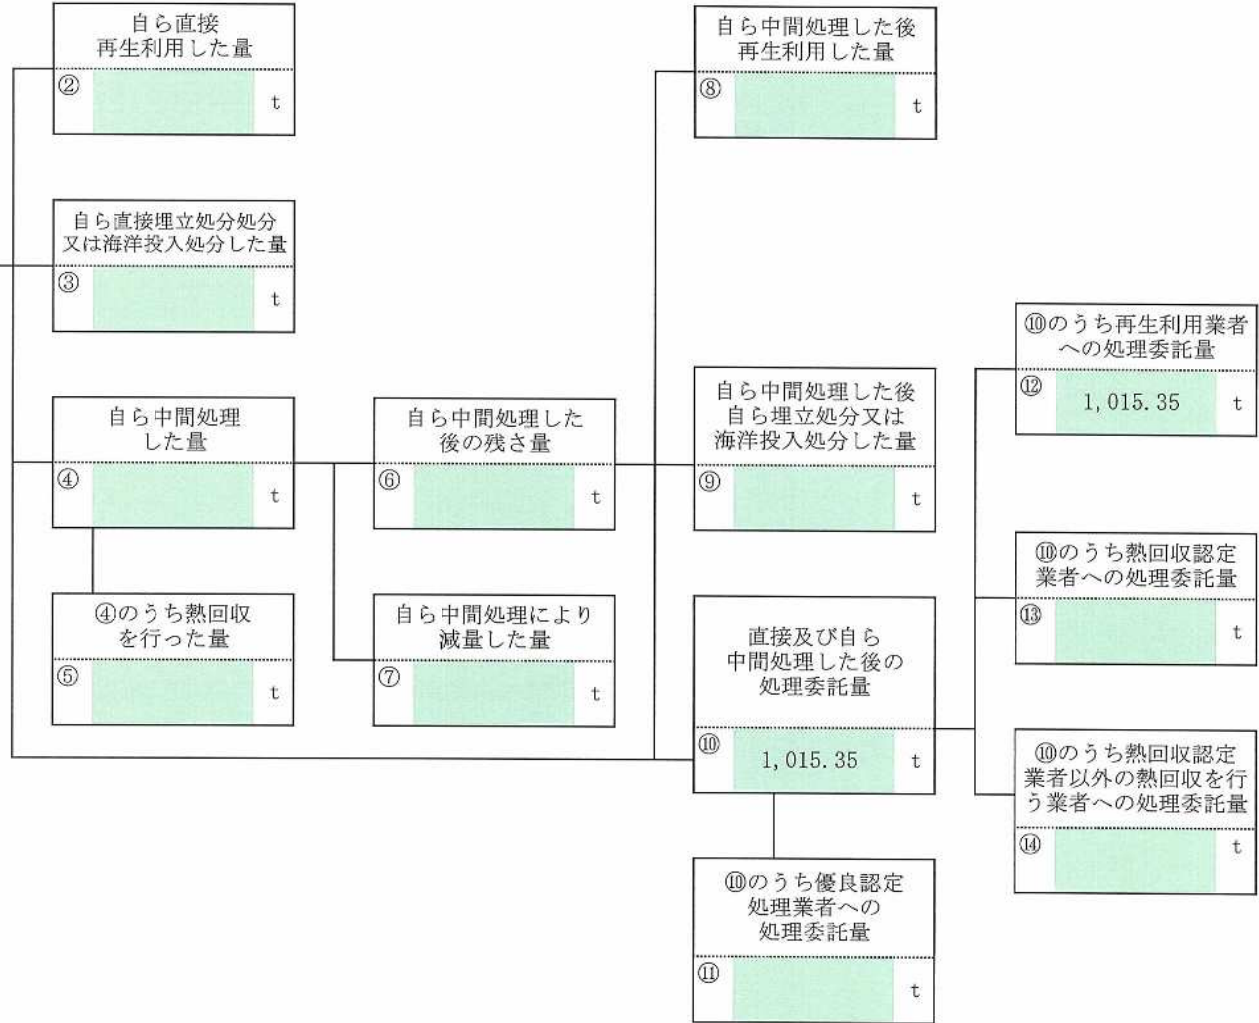 自ら直接
再生利用した量
②
t
自ら中間処理した後
再生利用した量
⑧
t
自ら直接埋立処分処分
又は海洋投入処分した量
③
t
⑩のうち再生利用業者
への処理委託量
⑫
1,015.35
t
自ら中間処理
した量
④
t
自ら中間処理した
後の残さ量
⑥
t
自ら中間処理した後
自ら埋立処分又は
海洋投入処分した量
⑨
t
⑩のうち熱回収認定
業者への処理委託量
⑬
t
④のうち熱回収
を行った量
⑤
t
自ら中間処理により
減量した量
⑦
t
直接及び自ら
中間処理した後の
処理委託量
⑩
1,015.35
t
⑩のうち熱回収認定
業者以外の熱回収を行
う業者への処理委託量
⑭
t
⑩のうち優良認定
処理業者への
処理委託量
⑪
t